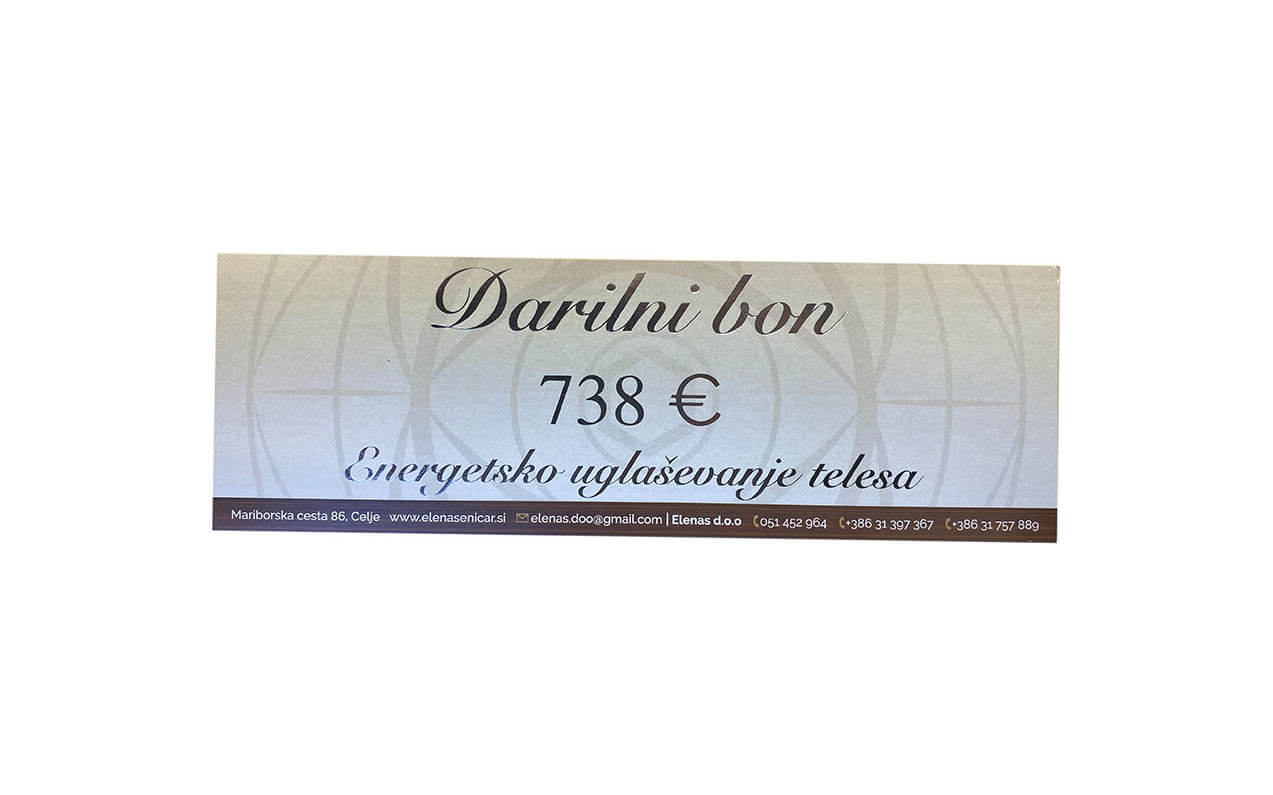 Darilni bon
738 €
Energetsko uglaševanje telesa
Mariborska cesta 86, Celje www.elenasenicar.si elenas.doo@gmail.com | Elenas d.o.o 051 452 964 +386 31 397 367 +386 31 757 889